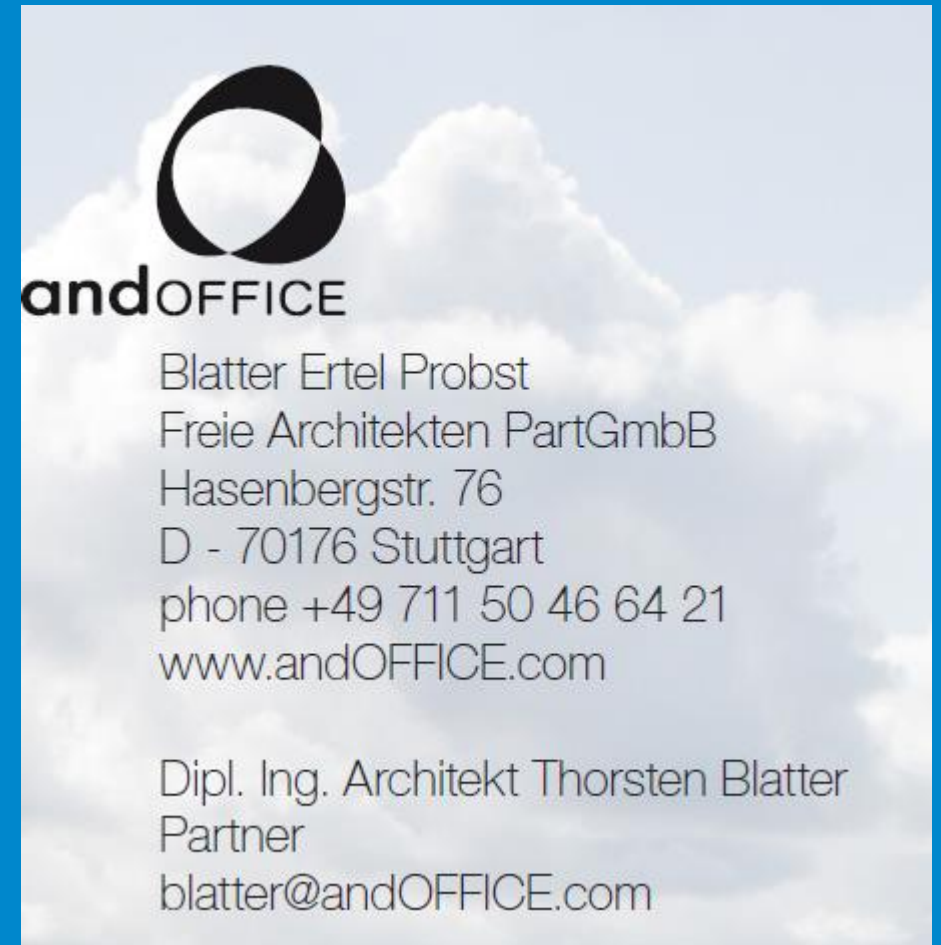 andOFFICE
Blatter Ertel Probst
Freie Architekten PartGmbB
Hasenbergstr. 76
D - 70176 Stuttgart
phone +49 711 50 46 64 21
www.andOFFICE.com
Dipl. Ing. Architekt Thorsten Blatter
Partner
blatter@andOFFICE.com